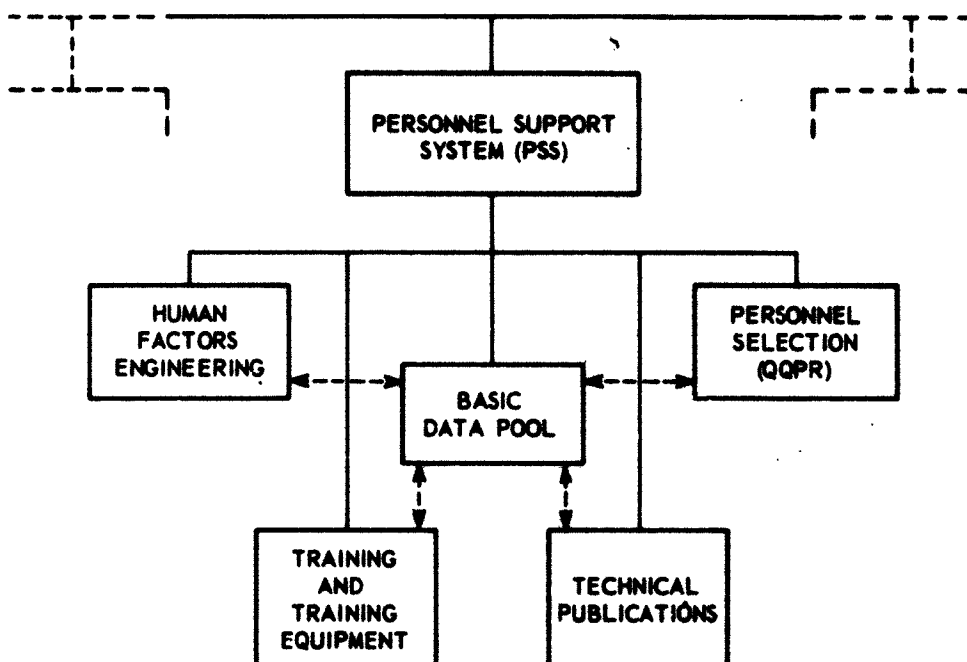 PERSONNEL SUPPORT
SYSTEM (PSS)
HUMAN
FACTORS
ENGINEERING
PERSONNEL
SELECTION
(QQPR)
BASIC
DATA POOL
TRAINING
AND
TRAINING
EQUIPMENT
TECHNICAL
PUBLICATIONS